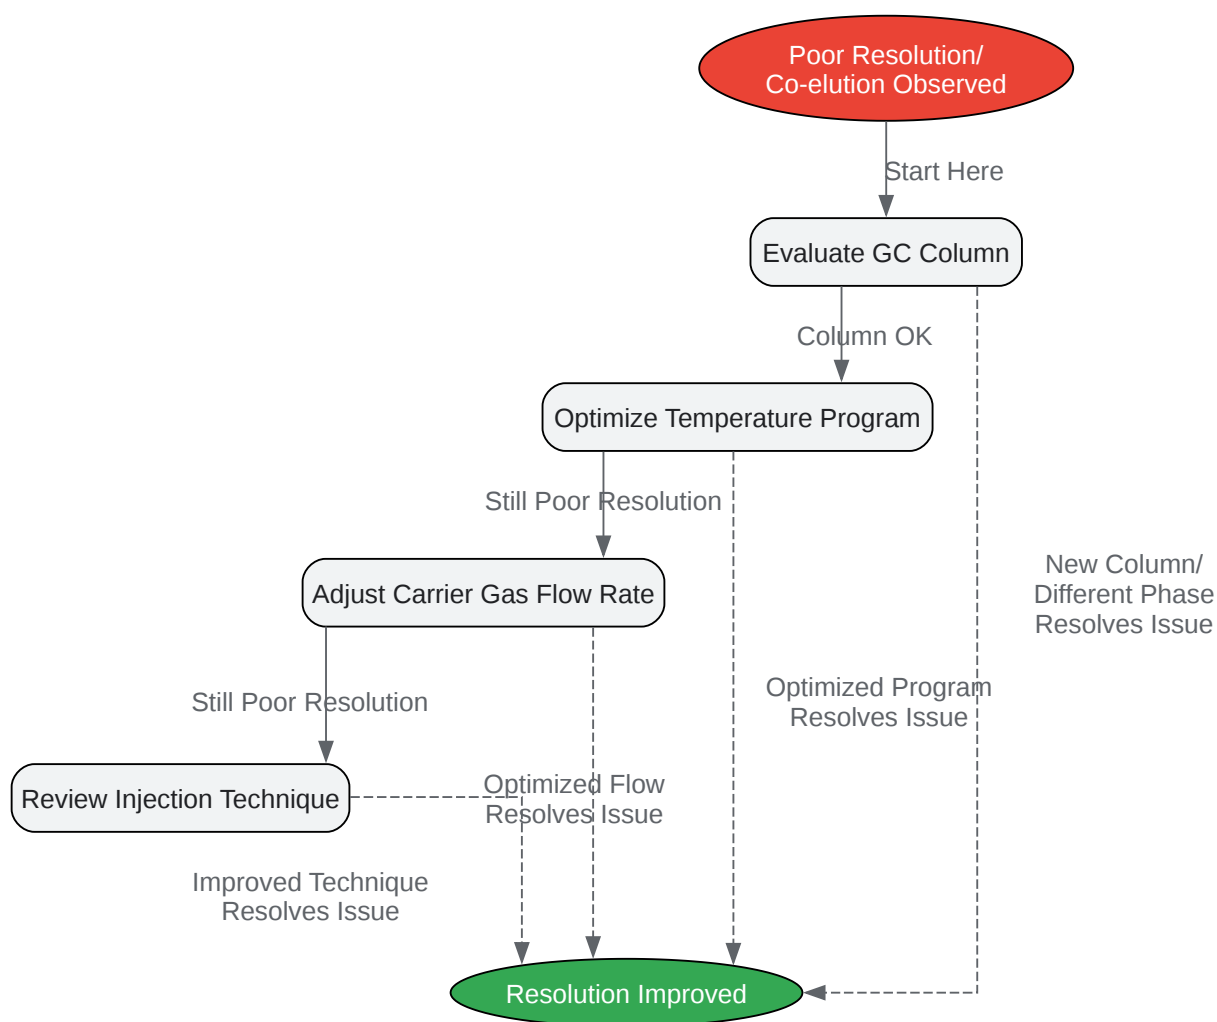 Poor Resolution/
Co-elution Observed
Start Here
Evaluate GC Column
Column OK
Optimize Temperature Program
Still Poor Resolution
New Column/
Different Phase
Resolves Issue
Adjust Carrier Gas Flow Rate
Optimized Program
Resolves Issue
Still Poor Resolution
Optimized Flow
Resolves Issue
Review Injection Technique
Improved Technique
Resolves Issue
Resolution Improved